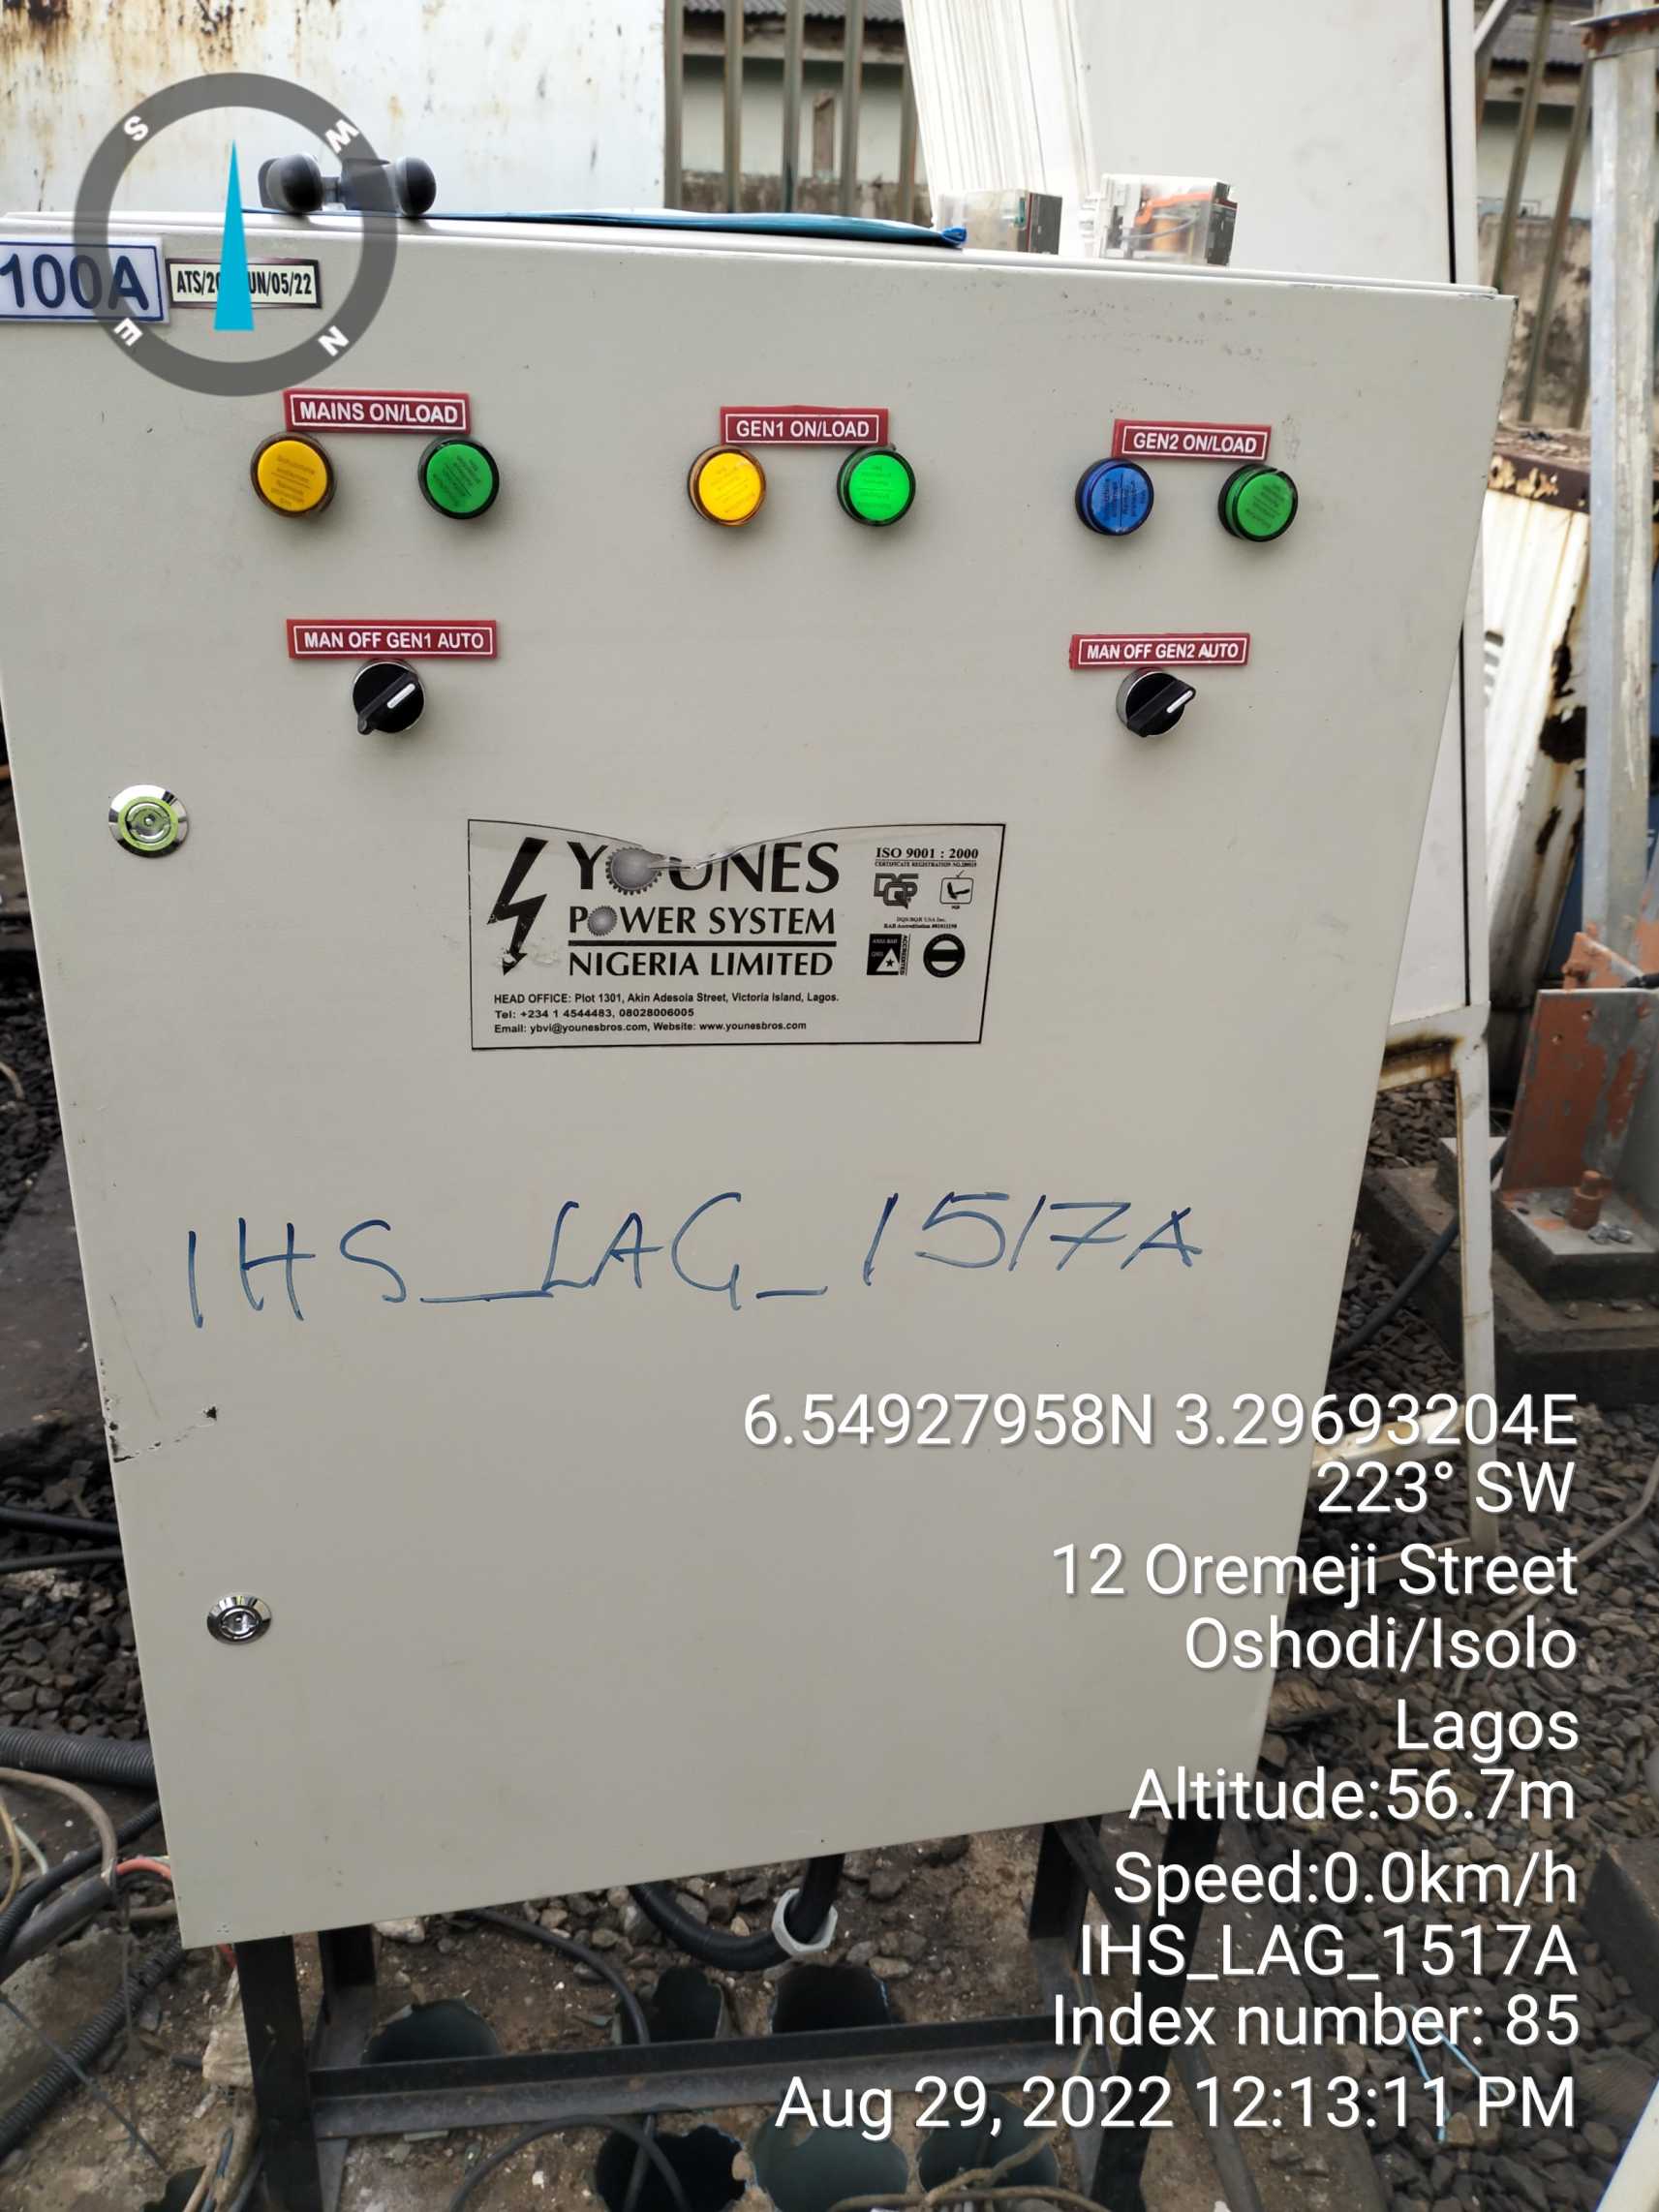 S
W
E
N
100A
MAINS ON/LOAD
GEN1 ON/LOAD
GEN2 ON/LOAD
MAN OFF GEN1 AUTO
MAN OFF GEN2 AUTO
YOUNES
POWER SYSTEM
NIGERIA LIMITED
ISO 9001 : 2000
HEAD OFFICE: Plot 1301, Akin Adesola Street, Victoria Island, Lagos.
Tel: +234 1 4544483, 08028006005
Email: ybvi@younesbros.com, Website: www.younesbros.com
IHS_LAG_1517A
6.54927958N 3.29693204E
223° SW
12 Oremeji Street
Oshodi/Isolo
Lagos
Altitude:56.7m
Speed:0.0km/h
IHS_LAG_1517A
Index number: 85
Aug 29, 2022 12:13:11 PM